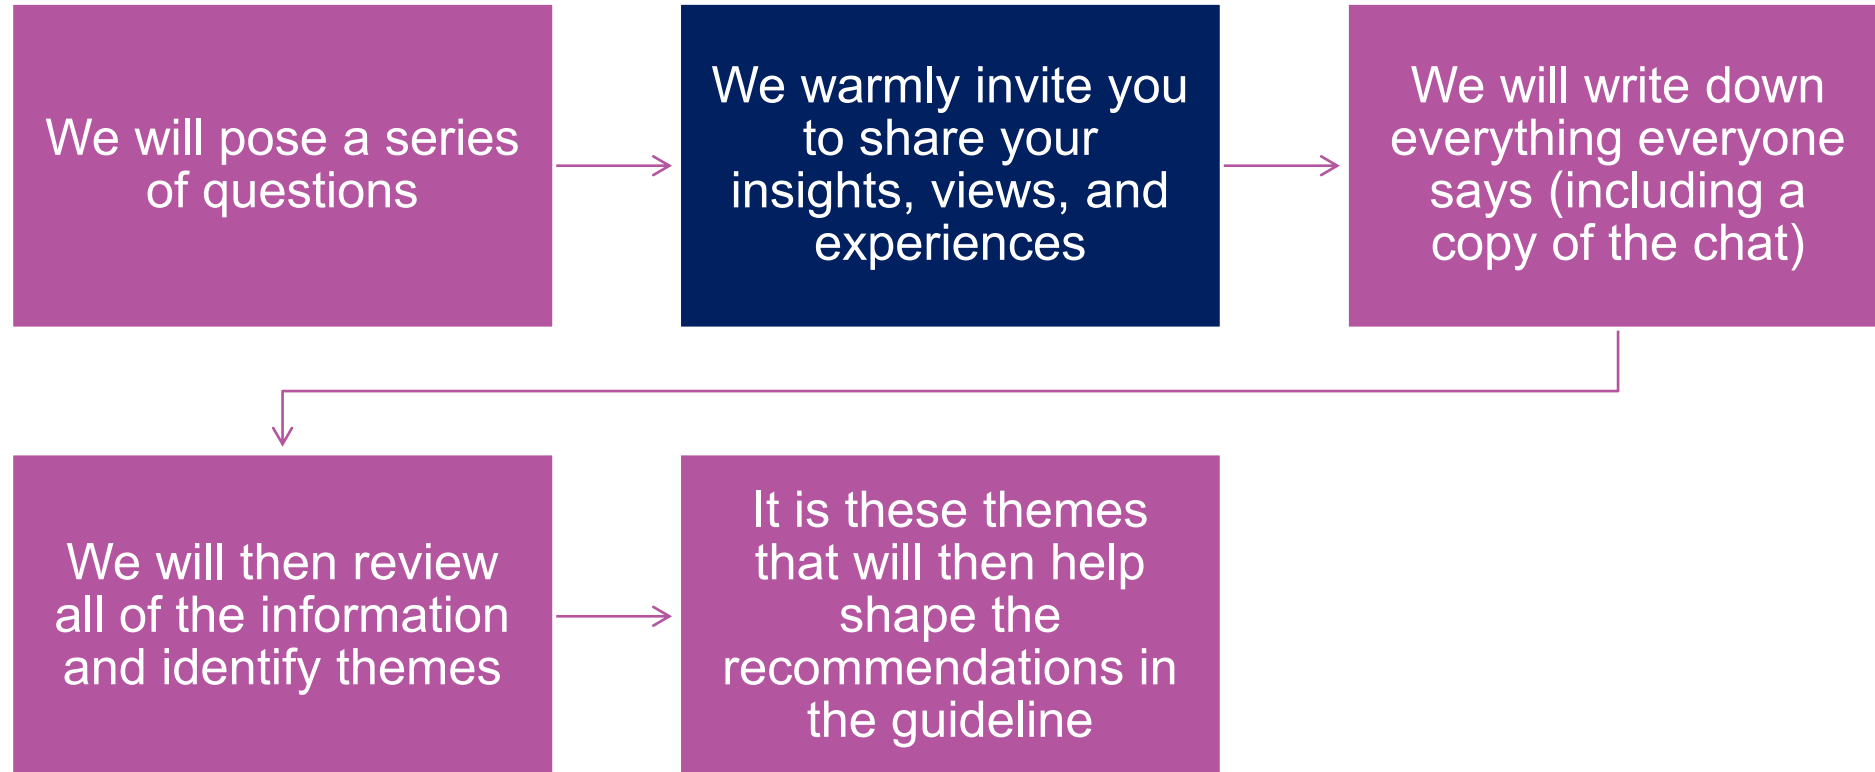 We will pose a series
of questions
We warmly invite you
to share your
insights, views, and
experiences
We will write down
everything everyone
says (including a
copy of the chat)
We will then review
all of the information
and identify themes
It is these themes
that will then help
shape the
recommendations in
the guideline